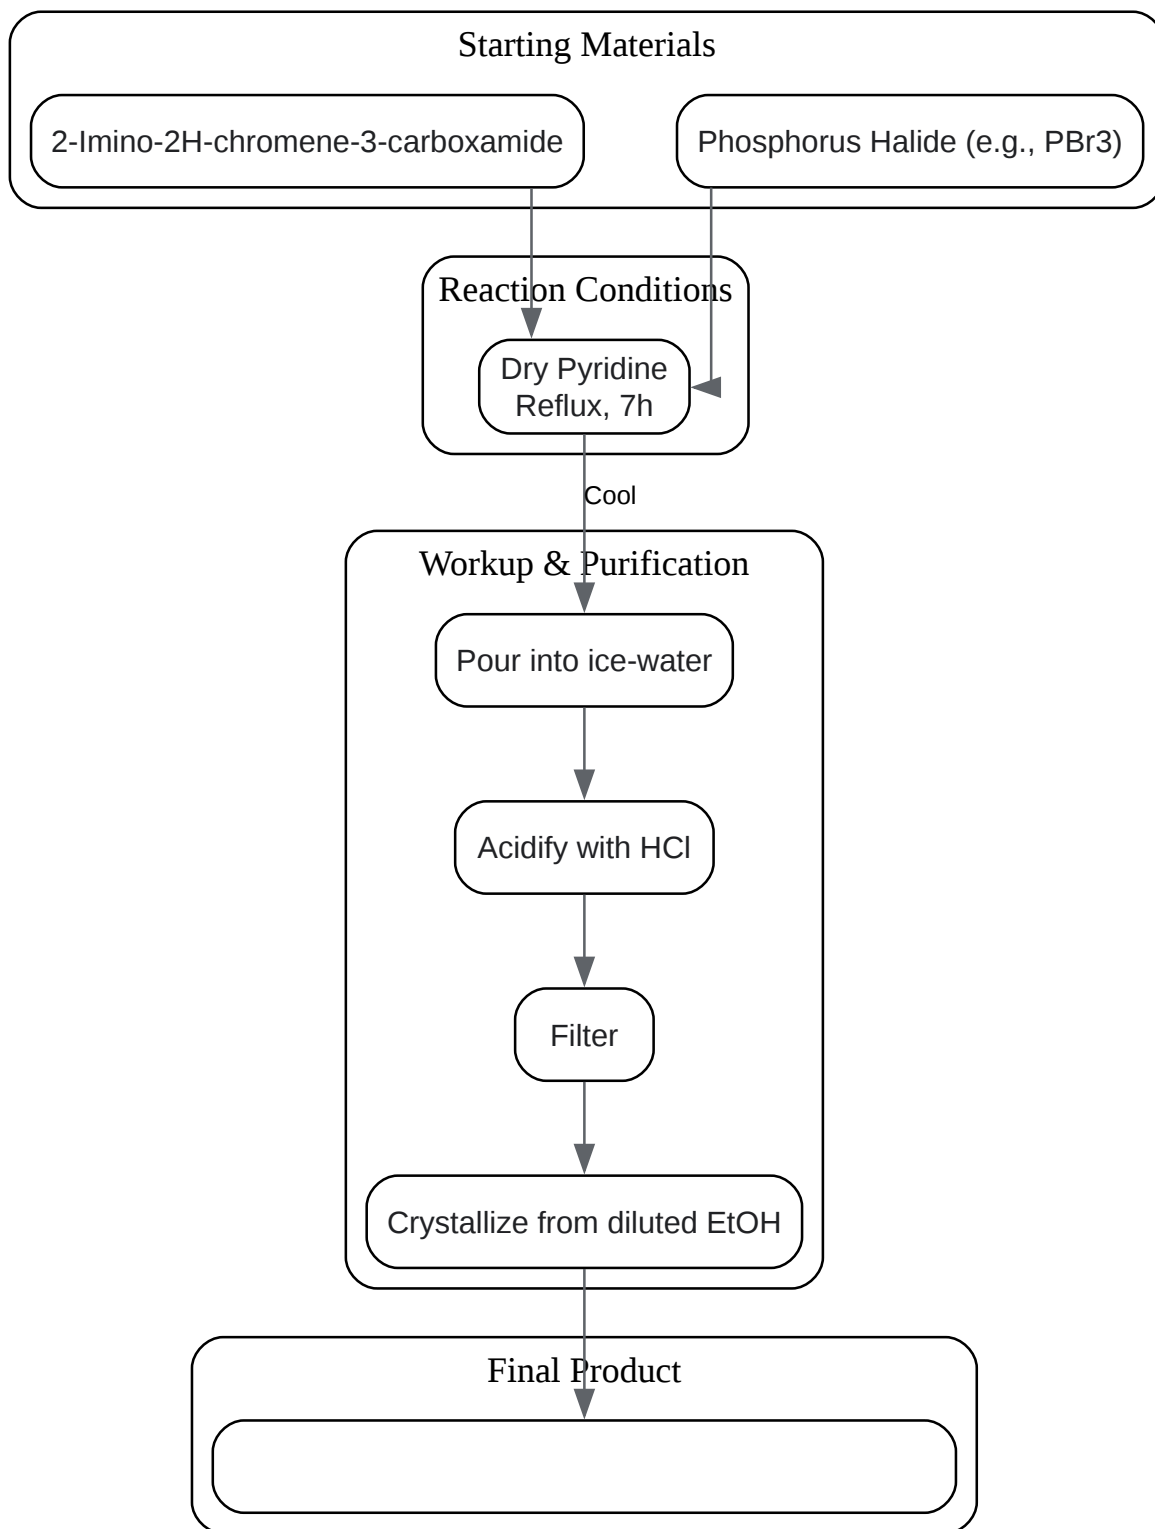 Starting Materials
2-Imino-2H-chromene-3-carboxamide
Phosphorus Halide (e.g., PBr3)
Reaction Conditions
Dry Pyridine
Reflux, 7h
Cool
Workup & Purification
Pour into ice-water
Acidify with HCl
Filter
Crystallize from diluted EtOH
Final Product